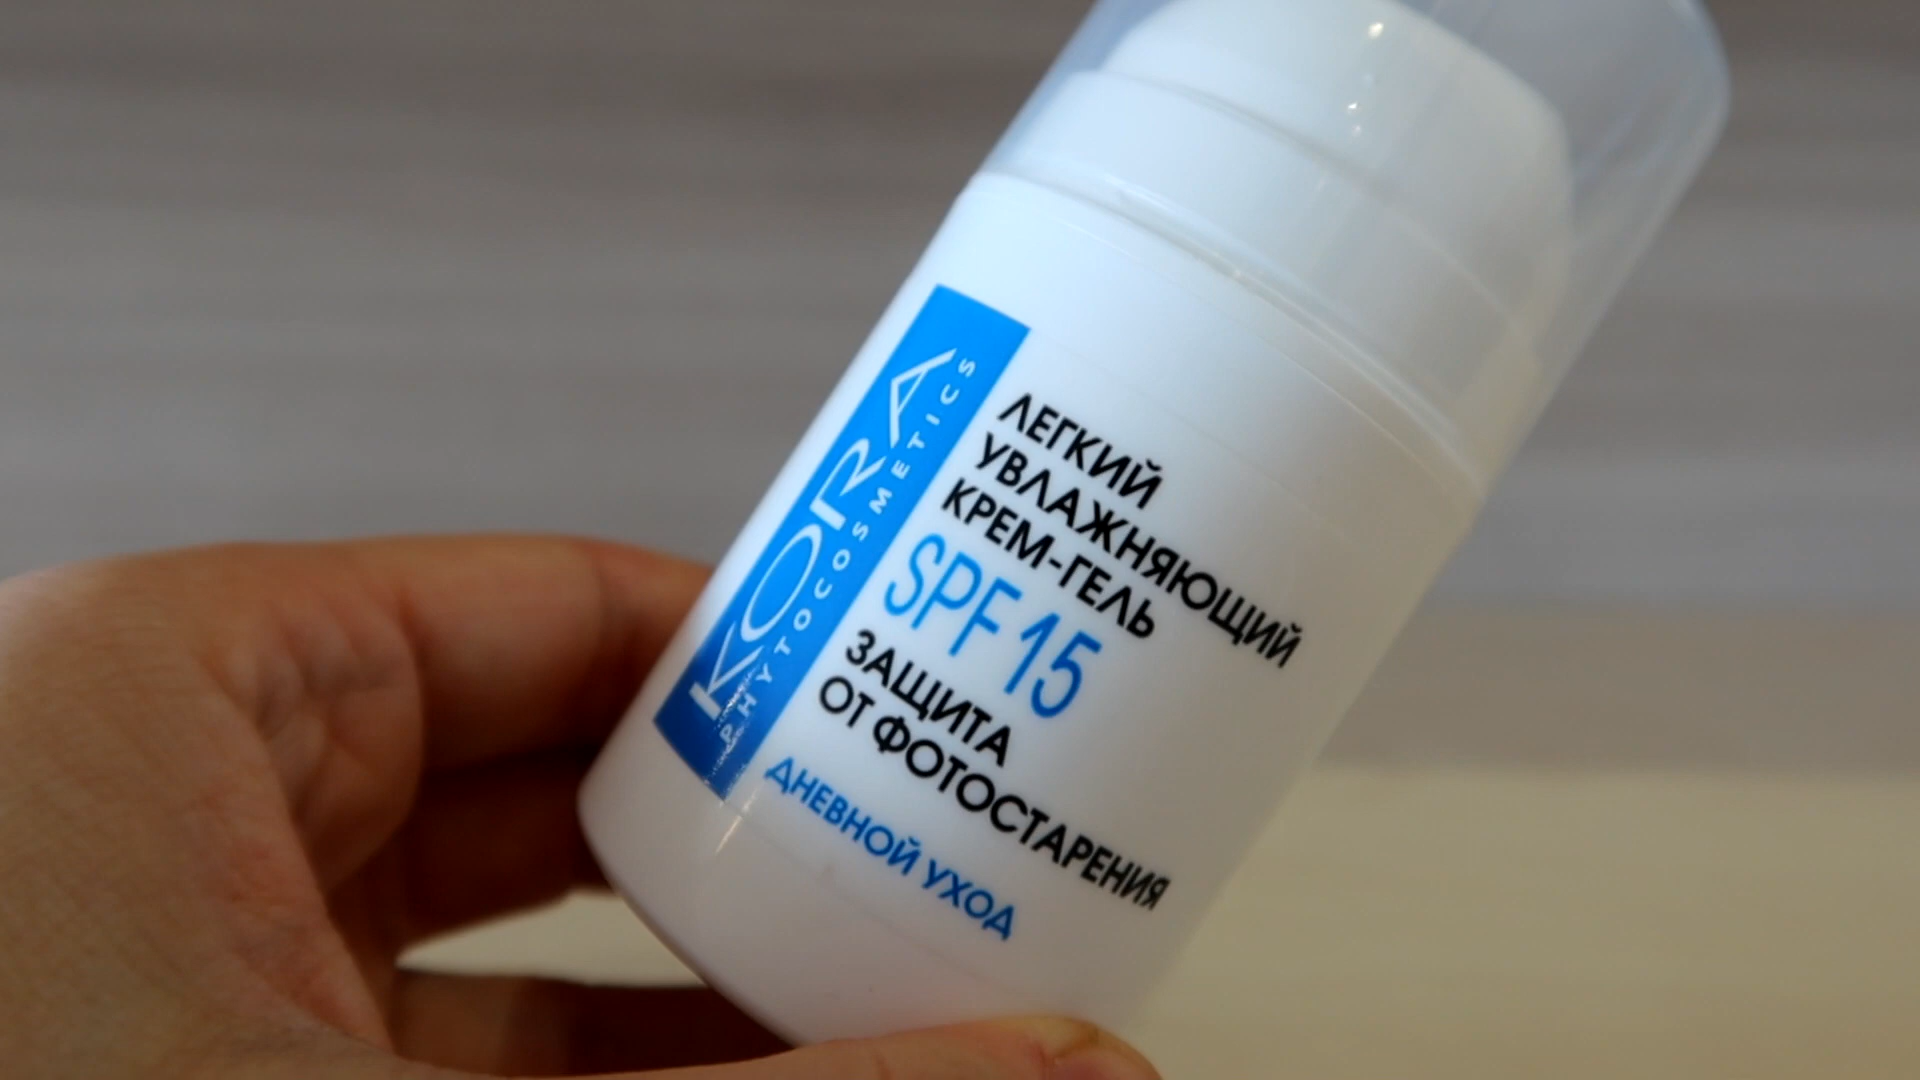 KORA
PHYTOCOSMETICS
ЛЕГКИЙ
УВЛАЖНЯЮЩИЙ
КРЕМ-ГЕЛЬ
SPF 15
ЗАЩИТА
ОТ ФОТОСТАРЕНИЯ
ДНЕВНОЙ УХОД